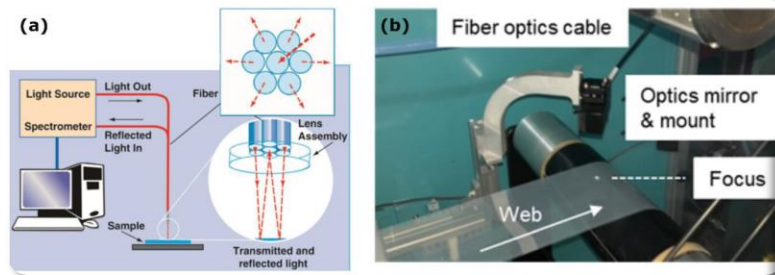 (a)
Light Source
Light Out
Spectrometer
Reflected
Light In
Fiber
Lens
Assembly
Sample
Transmitted and
reflected light
(b)
Fiber optics cable
Optics mirror
& mount
Focus
Web